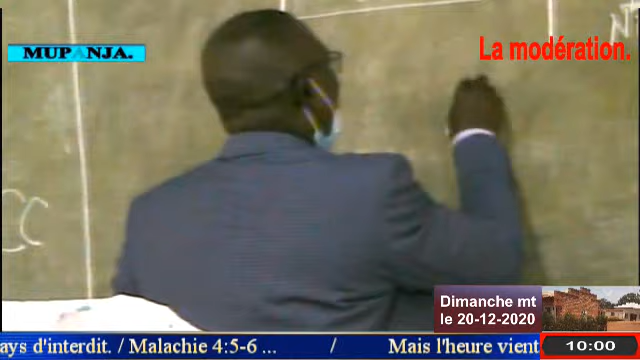 MUPANJA.
La modération.
N
CC
Dimanche mt
le 20-12-2020
ays d'interdit. / Malachie 4:5-6 ... / Mais l'heure vient
10:00